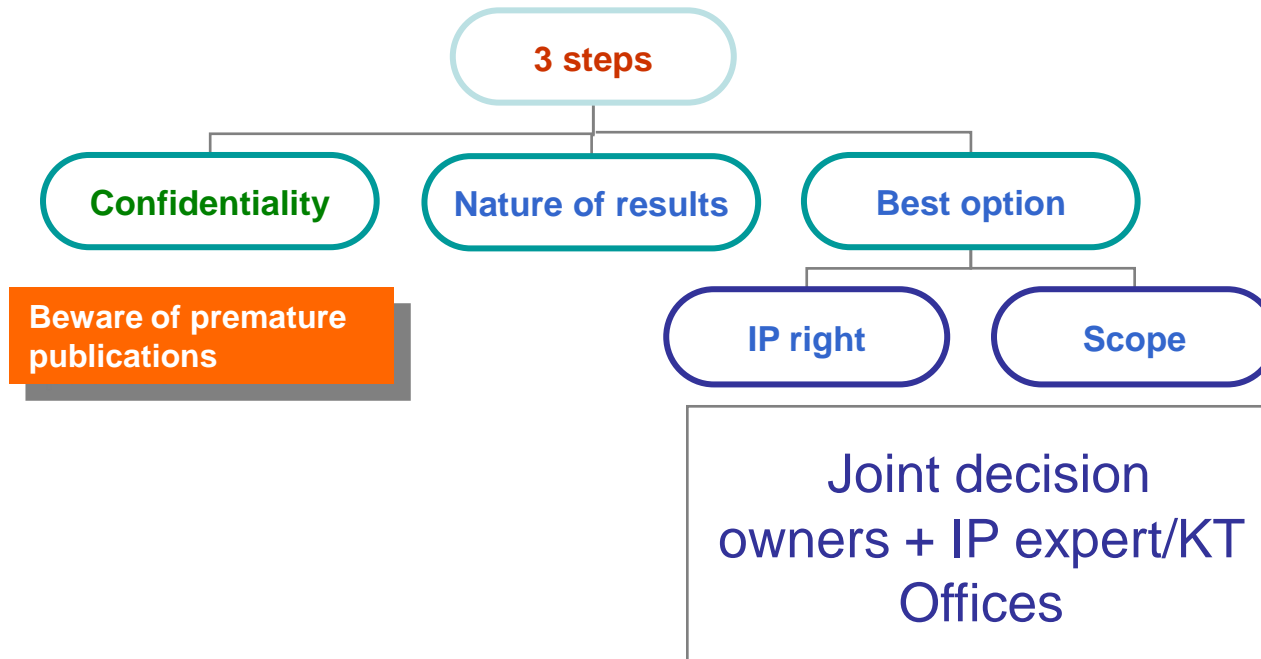 3 steps
Confidentiality
Nature of results
Best option
Beware of premature
publications
IP right
Scope
Joint decision
owners + IP expert/KT
Offices